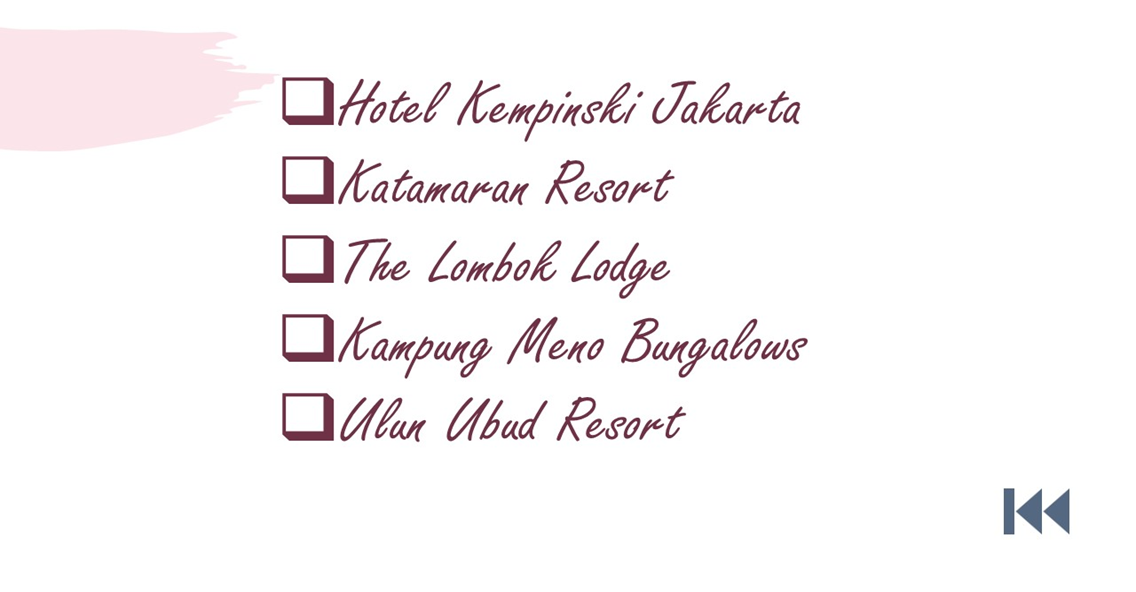 Hotel Kempinski Jakarta
Katamaran Resort
The Lombok Lodge
Kampung Meno Bungalows
Ulun Ubud Resort